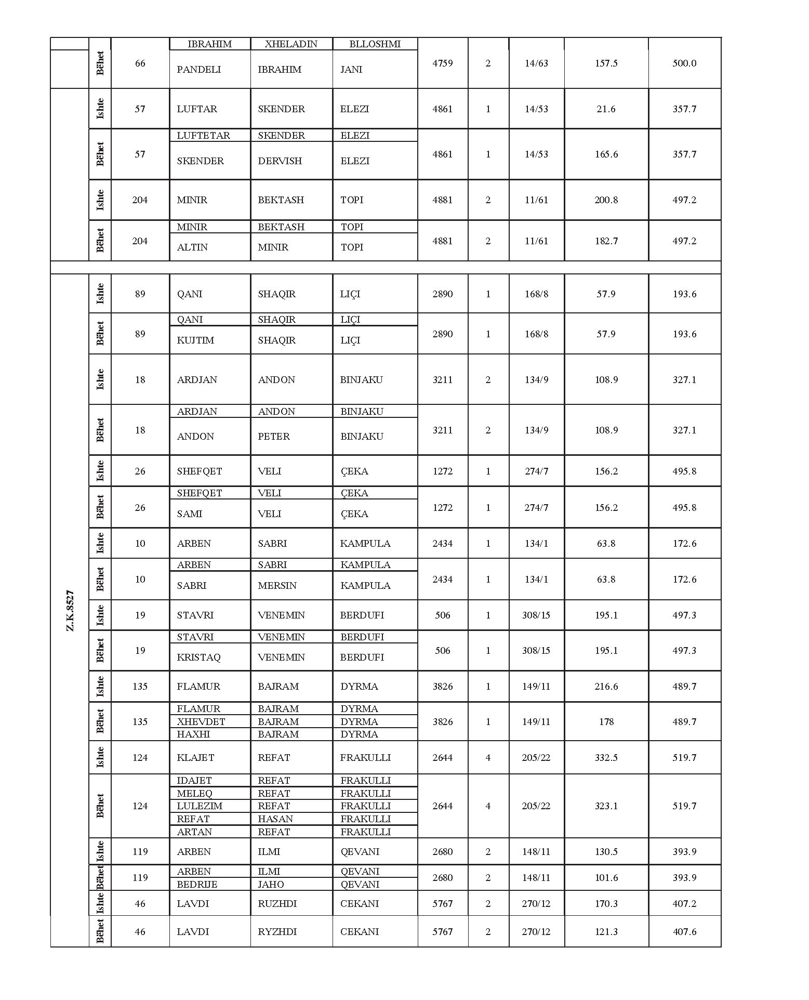 IBRAHIM XHELADIN BLLOSHMI
Bëhet 66 PANDELI IBRAHIM JANI 4759 2 14/63 157.5 500.0
Ishte 57 LUFTAR SKENDER ELEZI 4861 1 14/53 21.6 357.7
LUFTETAR SKENDER ELEZI
Bëhet 57 SKENDER DERVISH ELEZI 4861 1 14/53 165.6 357.7
Ishte 204 MINIR BEKTASH TOPI 4881 2 11/61 200.8 497.2
MINIR BEKTASH TOPI
Bëhet 204 ALTIN MINIR TOPI 4881 2 11/61 182.7 497.2
Z.K.8527
Ishte 89 QANI SHAQIR LIÇI 2890 1 168/8 57.9 193.6
QANI SHAQIR LIÇI
Bëhet 89 KUJTIM SHAQIR LIÇI 2890 1 168/8 57.9 193.6
Ishte 18 ARDJAN ANDON BINJAKU 3211 2 134/9 108.9 327.1
ARDJAN ANDON BINJAKU
Bëhet 18 ANDON PETER BINJAKU 3211 2 134/9 108.9 327.1
Ishte 26 SHEFQET VELI ÇEKA 1272 1 274/7 156.2 495.8
SHEFQET VELI ÇEKA
Bëhet 26 SAMI VELI ÇEKA 1272 1 274/7 156.2 495.8
Ishte 10 ARBEN SABRI KAMPULA 2434 1 134/1 63.8 172.6
ARBEN SABRI KAMPULA
Bëhet 10 SABRI MERSIN KAMPULA 2434 1 134/1 63.8 172.6
Ishte 19 STAVRI VENEMIN BERDUFI 506 1 308/15 195.1 497.3
STAVRI VENEMIN BERDUFI
Bëhet 19 KRISTAQ VENEMIN BERDUFI 506 1 308/15 195.1 497.3
Ishte 135 FLAMUR BAJRAM DYRMA 3826 1 149/11 216.6 489.7
FLAMUR BAJRAM DYRMA
Bëhet 135 XHEVDET BAJRAM DYRMA 3826 1 149/11 178 489.7
HAXHI BAJRAM DYRMA
Ishte 124 KLAJET REFAT FRAKULLI 2644 4 205/22 332.5 519.7
IDAJET REFAT FRAKULLI
MELEQ REFAT FRAKULLI
Bëhet 124 LULEZIM REFAT FRAKULLI 2644 4 205/22 323.1 519.7
REFAT HASAN FRAKULLI
ARTAN REFAT FRAKULLI
Ishte 119 ARBEN ILMI QEVANI 2680 2 148/11 130.5 393.9
ARBEN ILMI QEVANI
Bëhet 119 BEDRIJE JAHO QEVANI 2680 2 148/11 101.6 393.9
Ishte 46 LAVDI RUZHDI CEKANI 5767 2 270/12 170.3 407.2
Bëhet 46 LAVDI RYZHDI CEKANI 5767 2 270/12 121.3 407.6